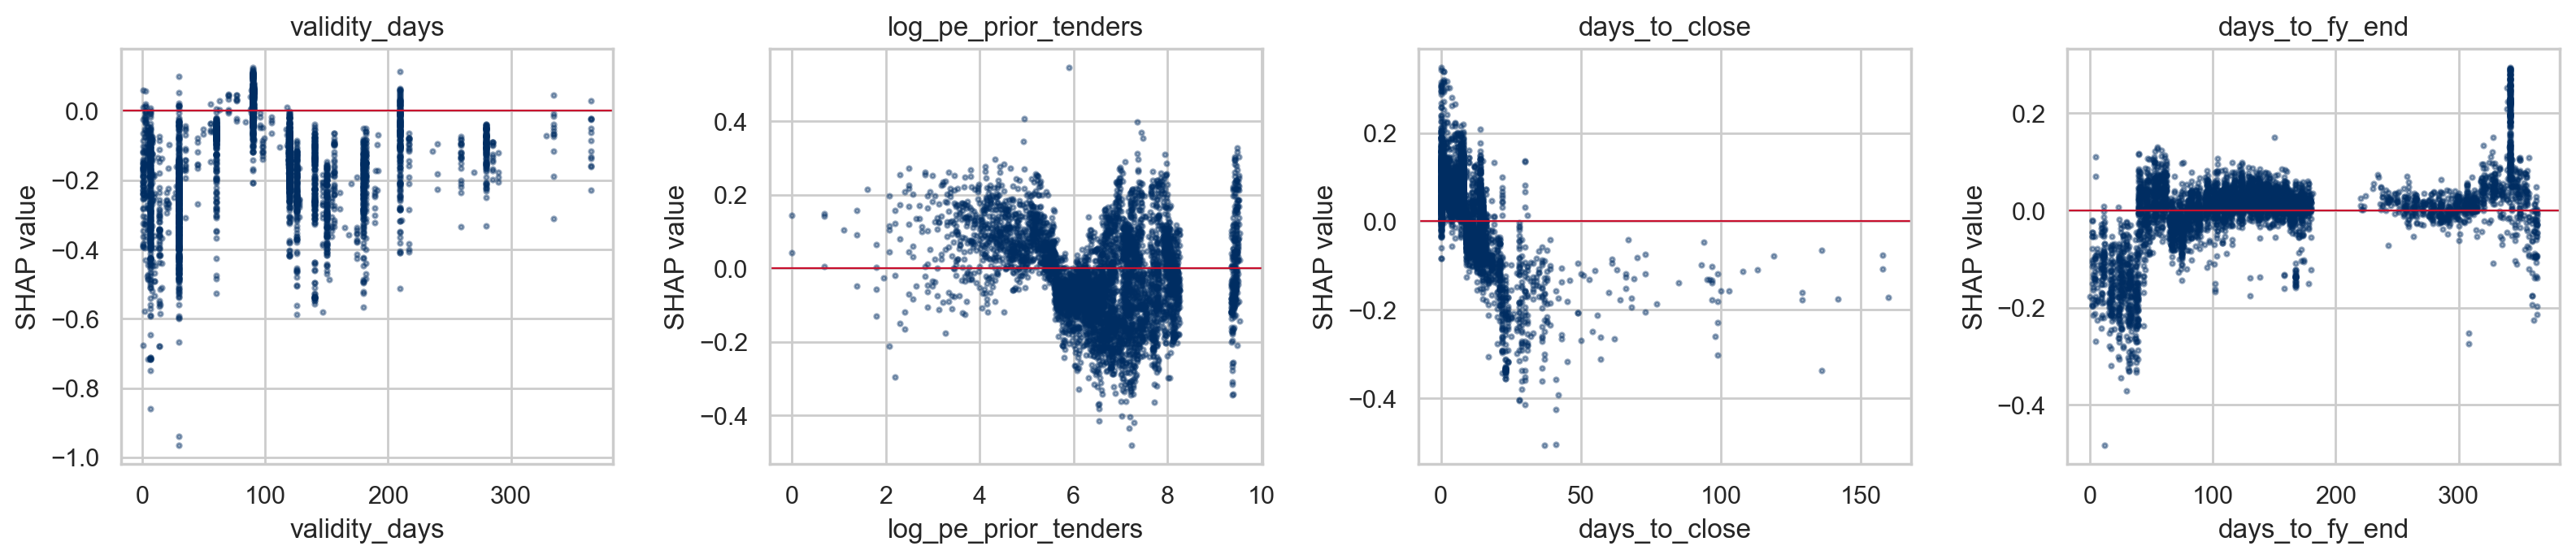 validity_days
0.0
−0.2
−0.4
−0.6
−0.8
−1.0
SHAP value
0 100 200 300
validity_days
log_pe_prior_tenders
0.4
0.2
0.0
−0.2
−0.4
SHAP value
0 2 4 6 8 10
log_pe_prior_tenders
days_to_close
0.2
0.0
−0.2
−0.4
SHAP value
0 50 100 150
days_to_close
days_to_fy_end
0.2
0.0
−0.2
−0.4
SHAP value
0 100 200 300
days_to_fy_end